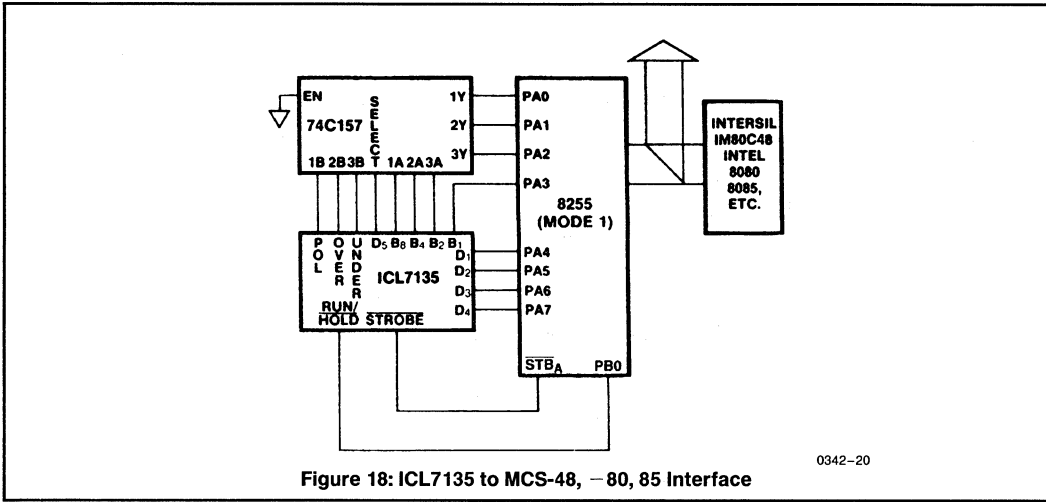 EN
74C157
SELECT
1Y
2Y
3Y
1B 2B 3B 1A 2A 3A
PA0
PA1
PA2
PA3
8255
(MODE 1)
PA4
PA5
PA6
PA7
STBA
PB0
INTERSIL
IM80C48
INTEL
8080
8085,
ETC.
POL
OVER
UNDER
D5 B8 B4 B2 B1
D1
D2
D3
D4
ICL7135
RUN/
HOLD STROBE
0342–20
Figure 18: ICL7135 to MCS-48, –80, 85 Interface